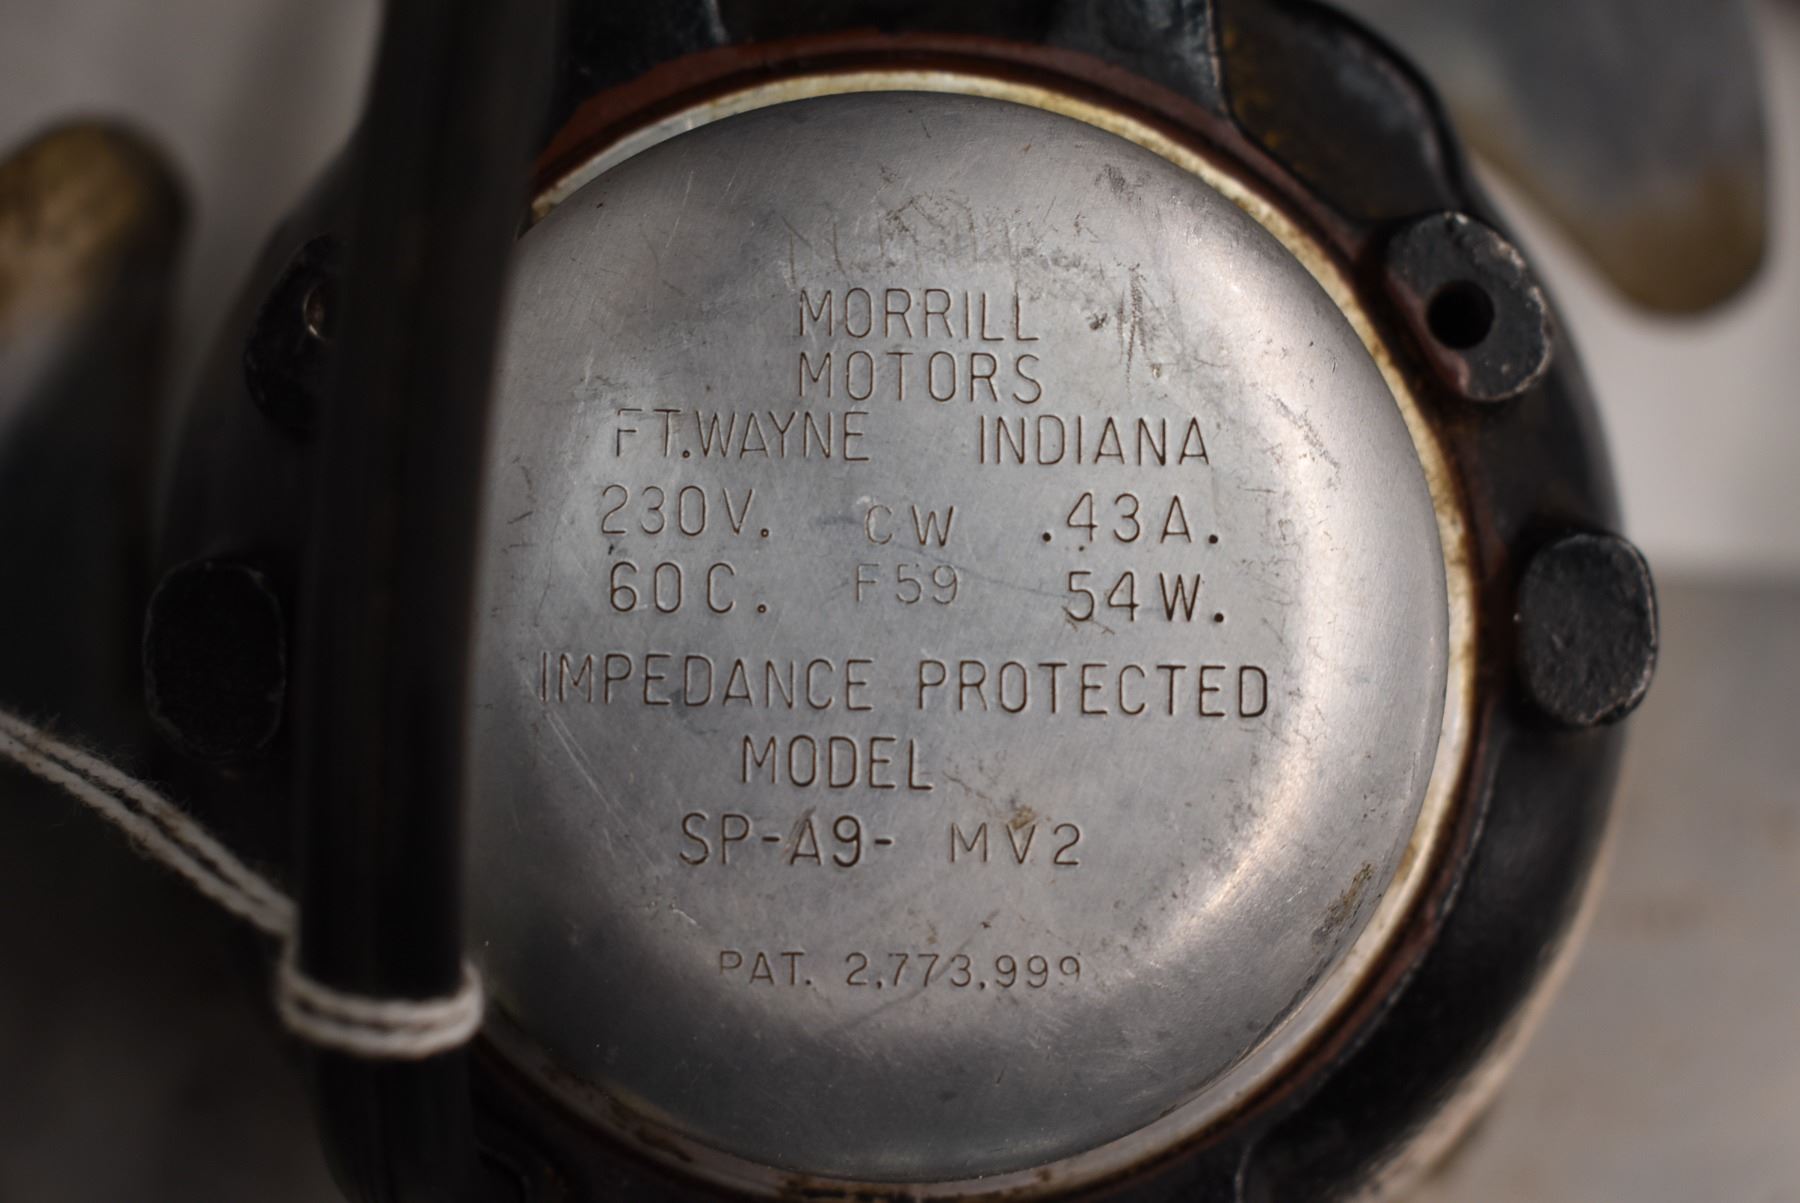 MORRILL
MOTORS
FT. WAYNE INDIANA
230V. CW .43A.
60C. F59 54W.
IMPEDANCE PROTECTED
MODEL
SP-A9- MV2
PAT. 2,773,999